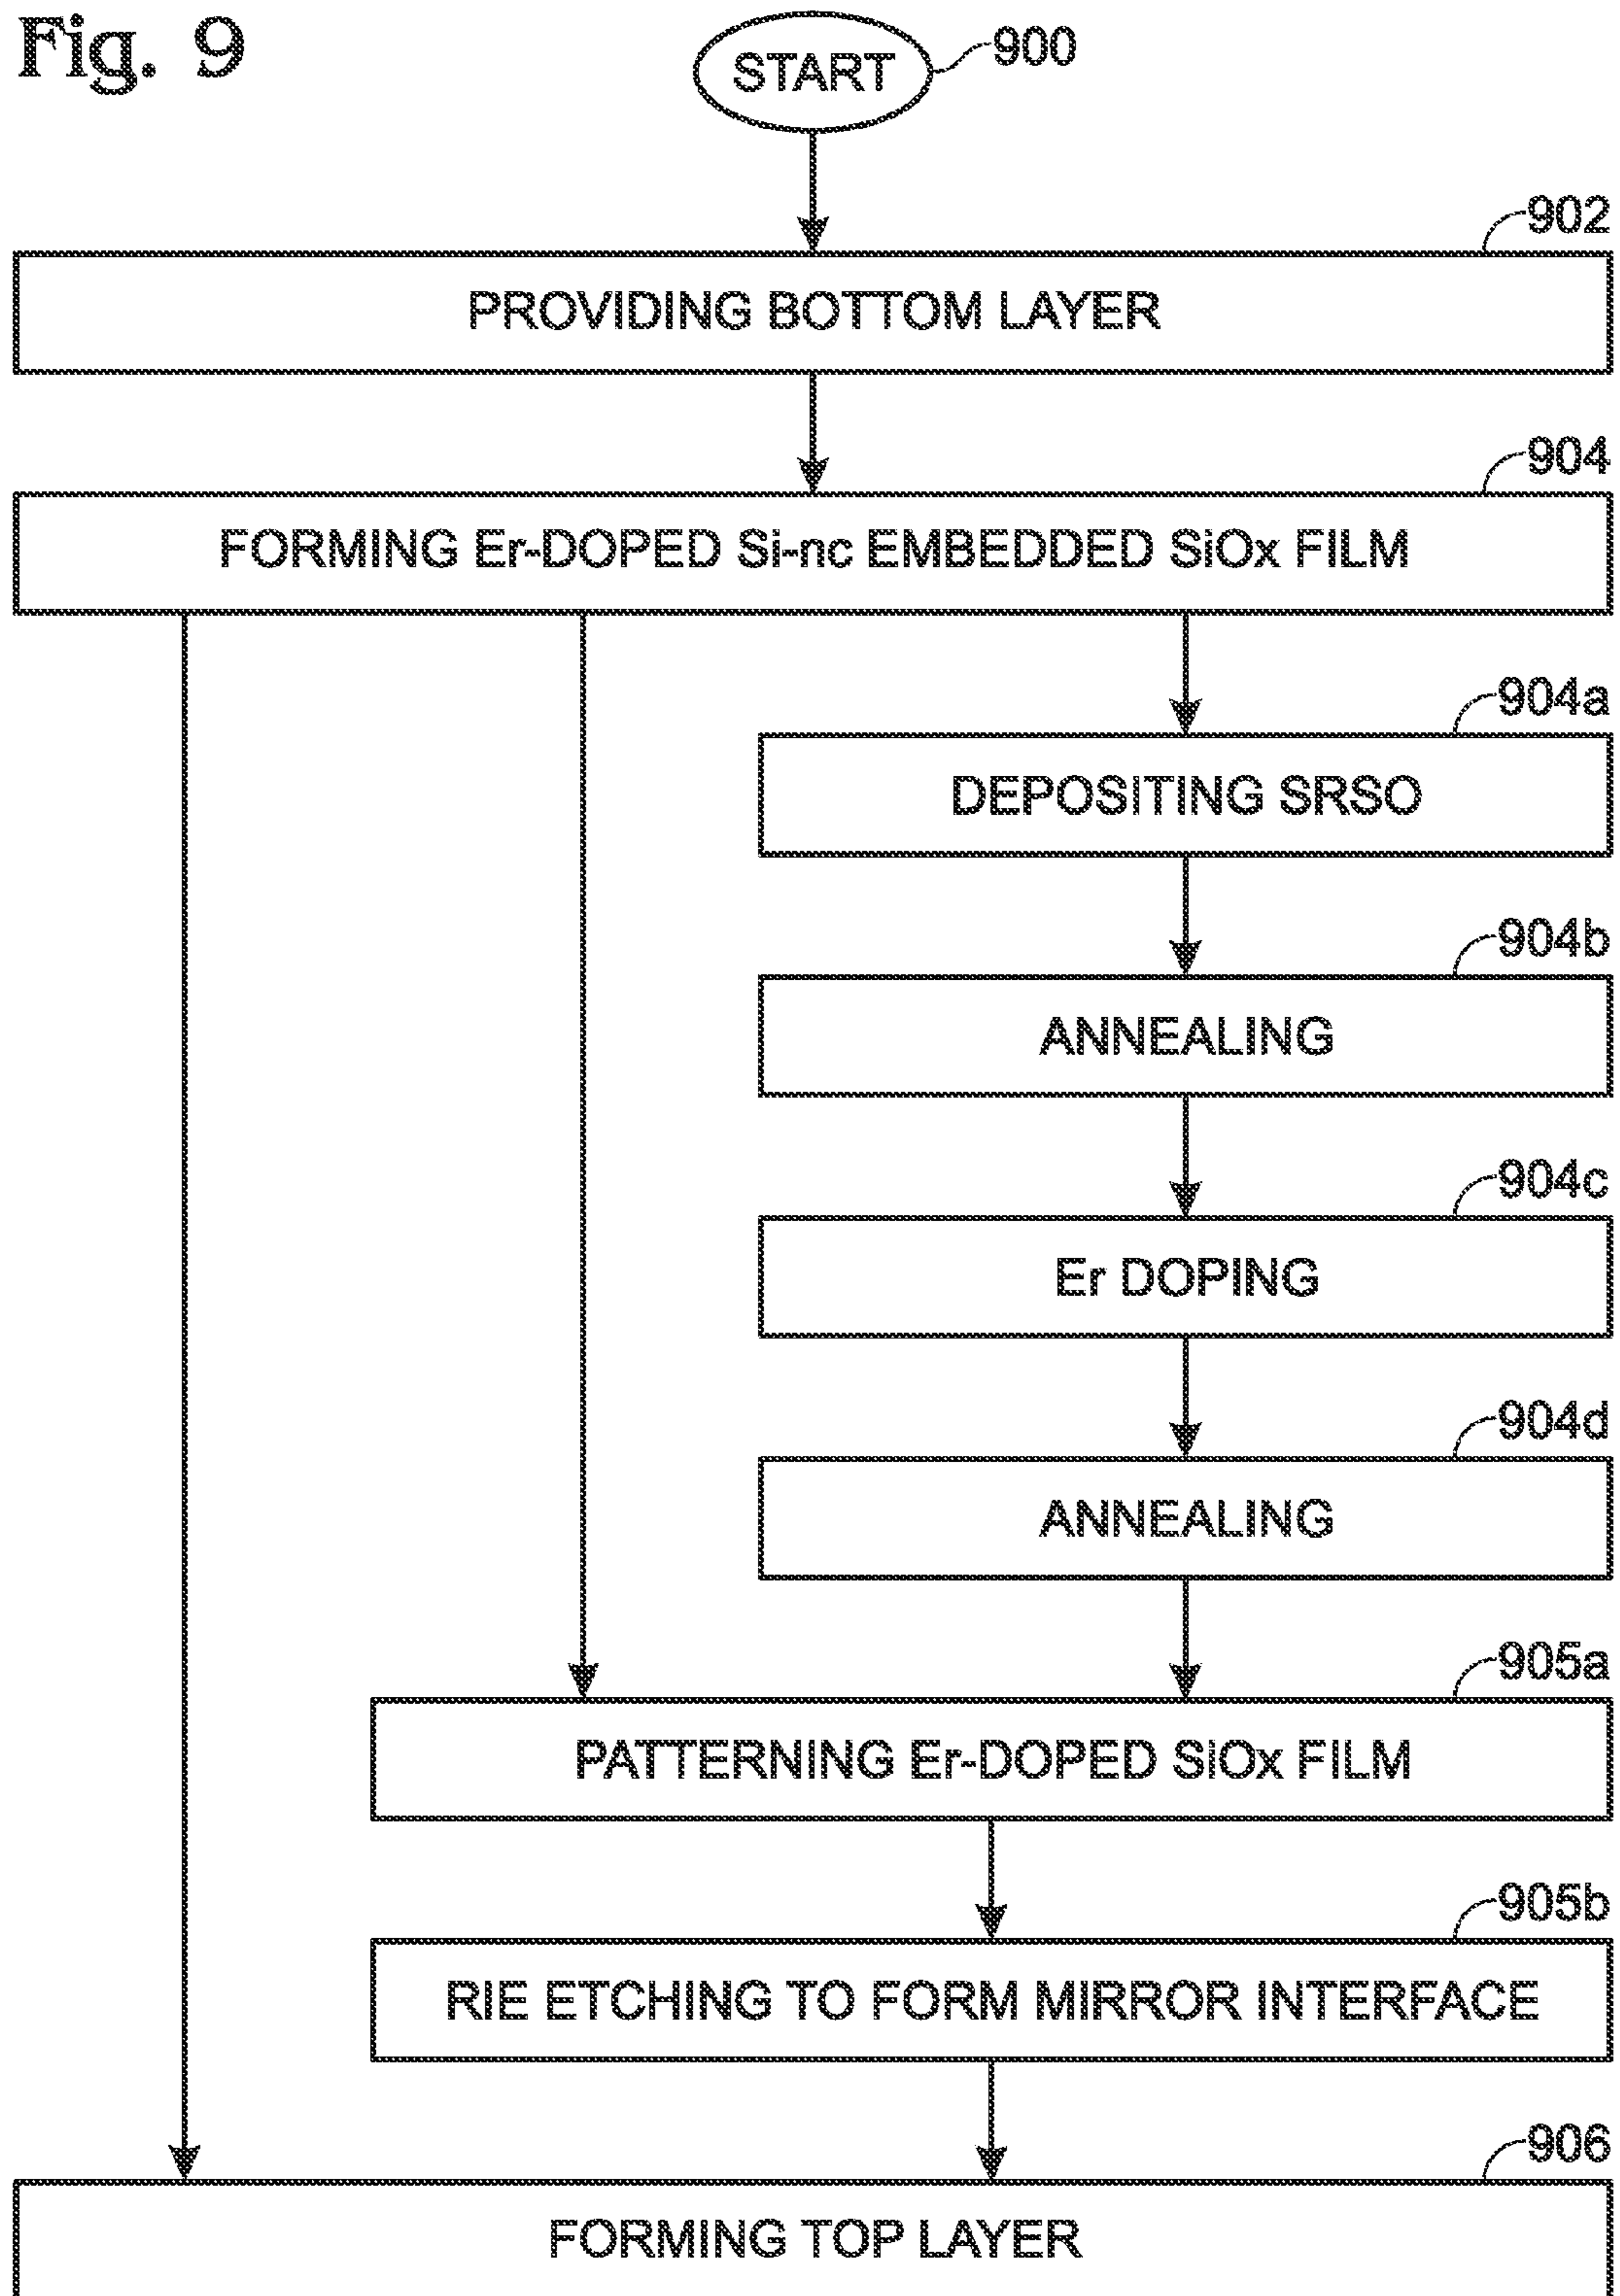 Fig. 9
START
900
902
PROVIDING BOTTOM LAYER
904
FORMING Er-DOPED Si-nc EMBEDDED SiOx FILM
904a
DEPOSITING SRSO
904b
ANNEALING
904c
Er DOPING
904d
ANNEALING
905a
PATTERNING Er-DOPED SiOx FILM
905b
RIE ETCHING TO FORM MIRROR INTERFACE
906
FORMING TOP LAYER